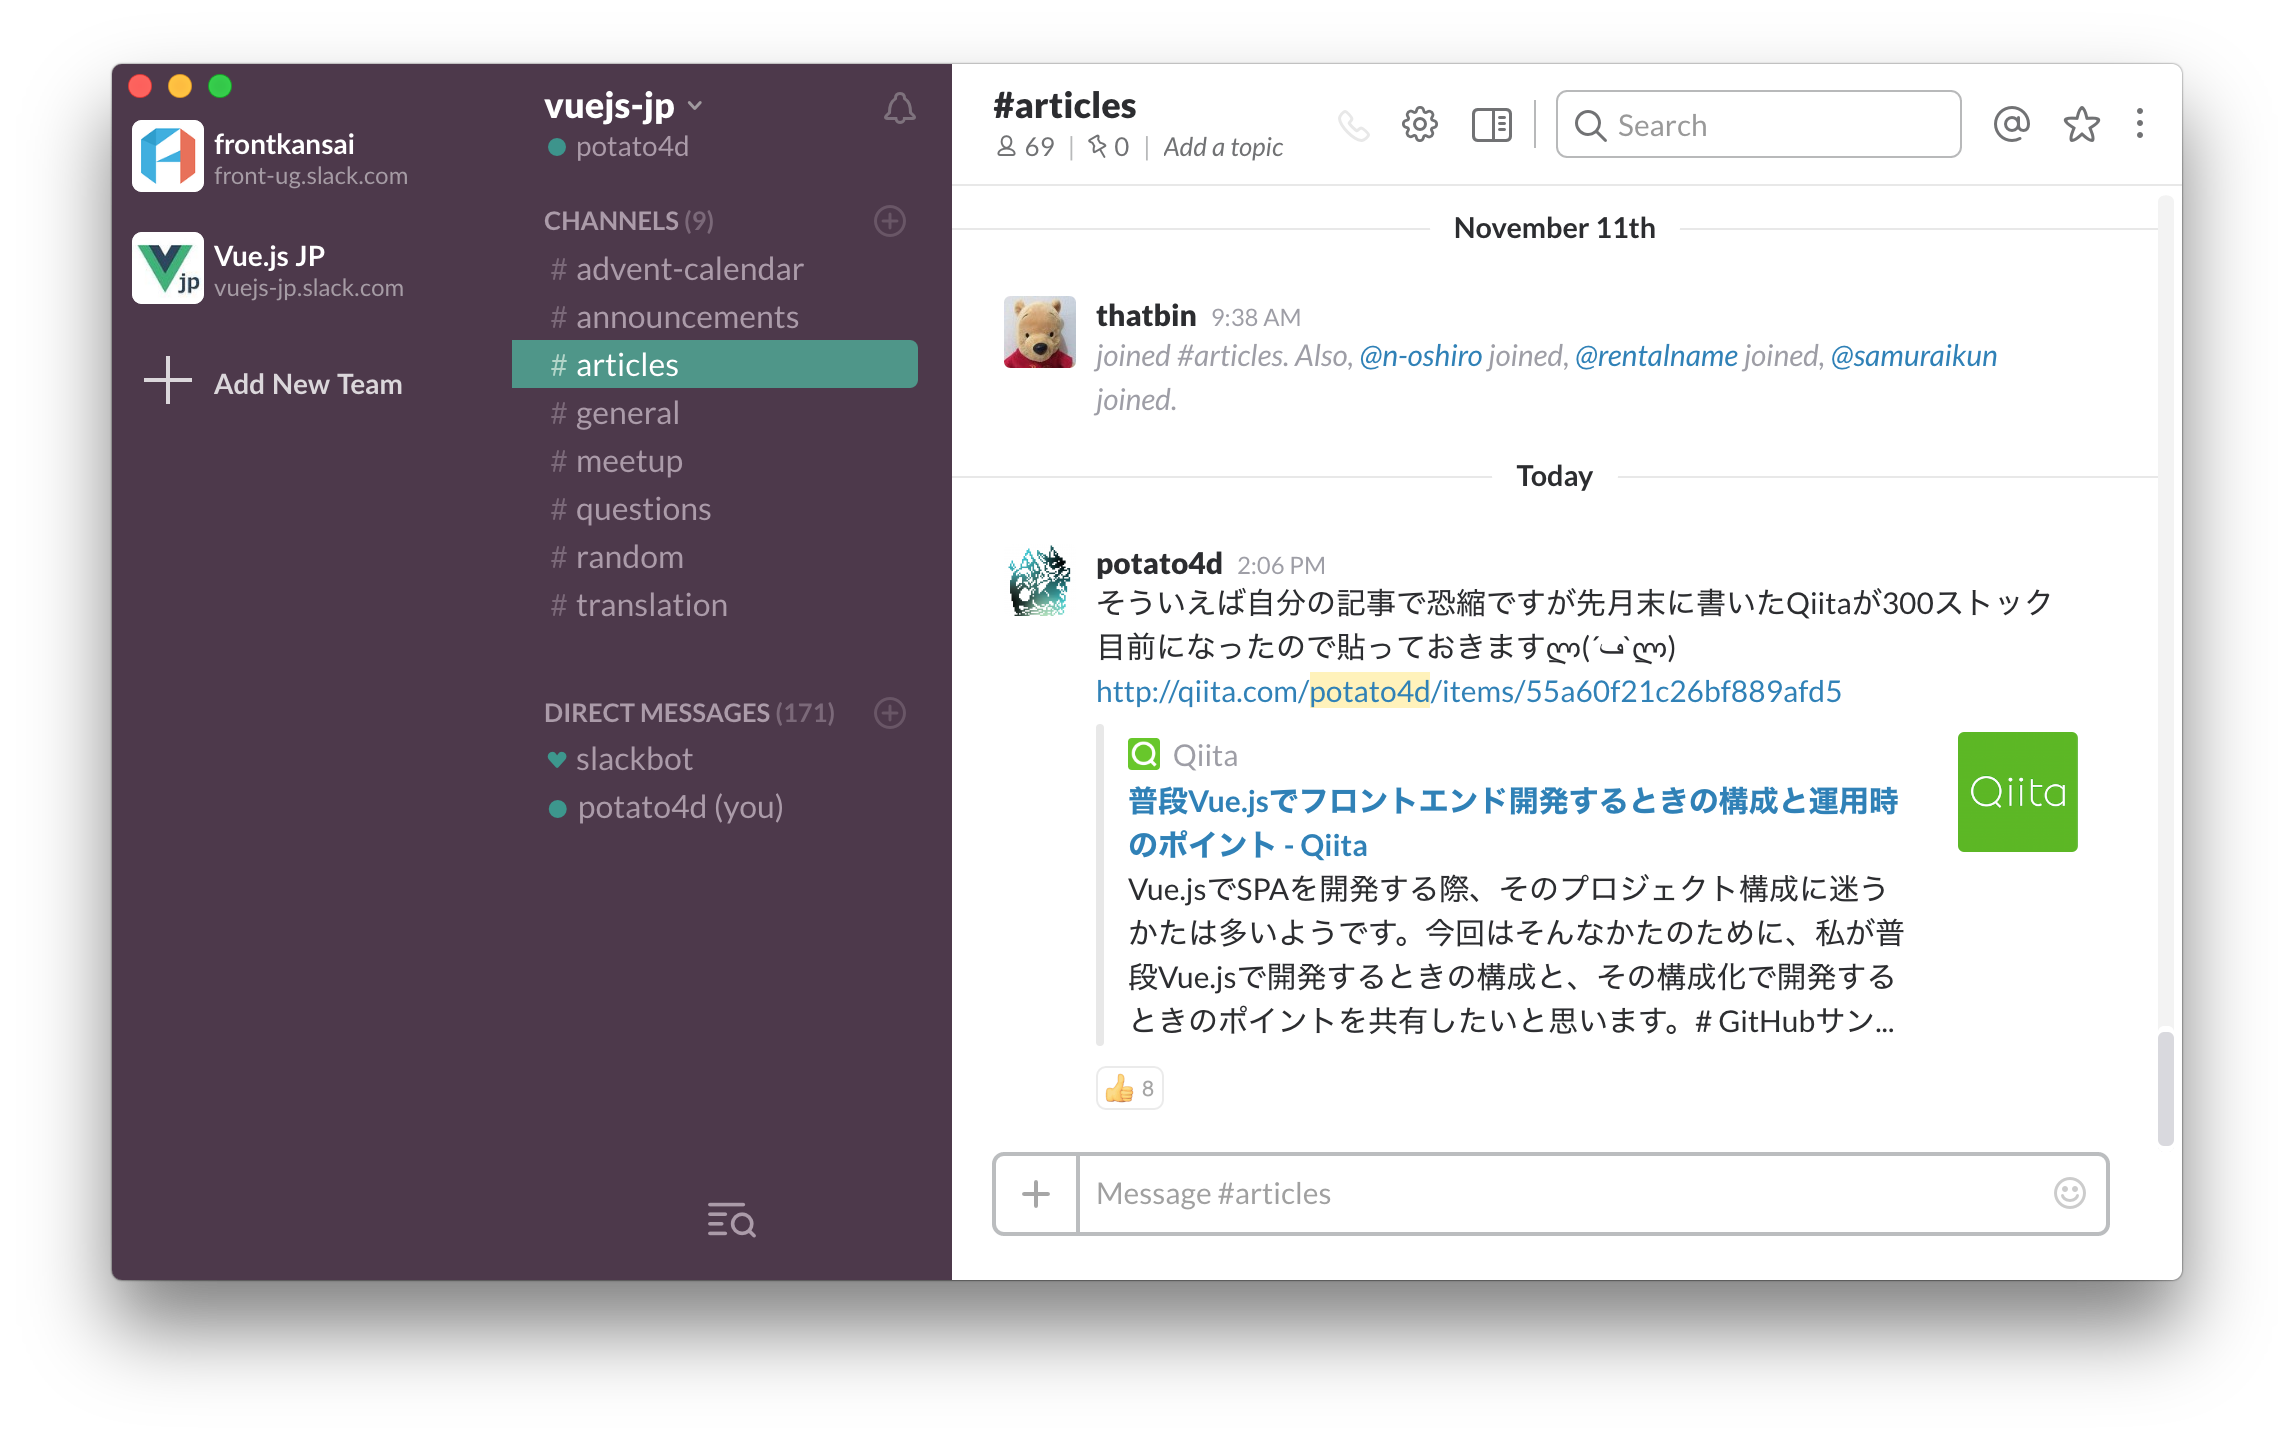 frontkansai
front-ug.slack.com
Vue.js JP
jp
vuejs-jp.slack.com
Add New Team
vuejs-jp
potato4d
CHANNELS (9)
# advent-calendar
# announcements
# articles
# general
# meetup
# questions
# random
# translation
DIRECT MESSAGES (171)
slackbot
potato4d (you)
#articles
69 | 0 | Add a topic
Search
November 11th
thatbin 9:38 AM
joined #articles. Also, @n-oshiro joined, @rentalname joined, @samuraikun
joined.
Today
potato4d 2:06 PM
そういえば自分の記事で恐縮ですが先月末に書いたQiitaが300ストック
目前になったので貼っておきますლ(´ڡ`ლ)
http://qiita.com/potato4d/items/55a60f21c26bf889afd5
Qiita
普段Vue.jsでフロントエンド開発するときの構成と運用時
のポイント - Qiita
Vue.jsでSPAを開発する際、そのプロジェクト構成に迷う
かたは多いようです。今回はそんなかたのために、私が普
段Vue.jsで開発するときの構成と、その構成化で開発する
ときのポイントを共有したいと思います。# GitHubサン...
Qiita
👍 8
Message #articles